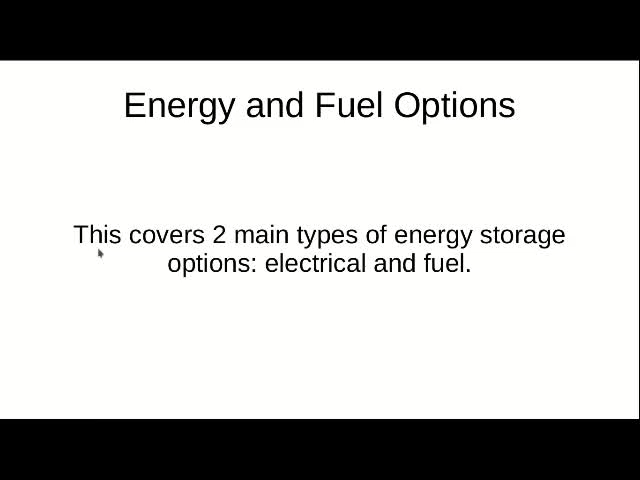 Energy and Fuel Options
This covers 2 main types of energy storage
options: electrical and fuel.